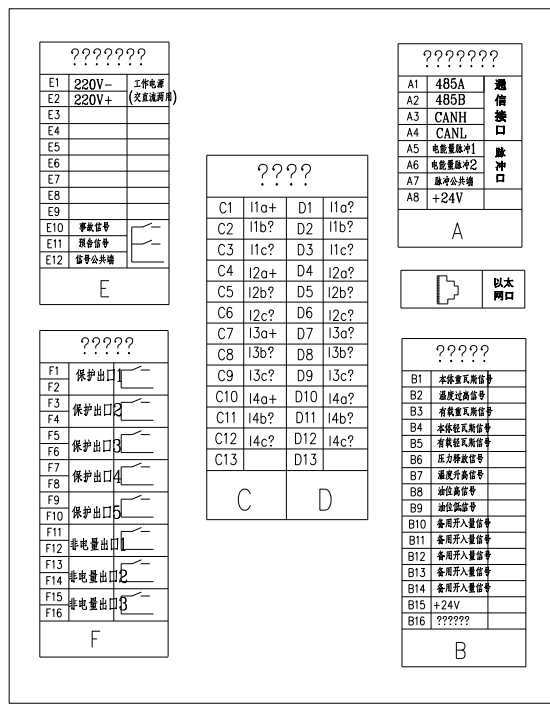 ???????
E1 220V- 工作电源
E2 220V+ (交直流两用)
E3
E4
E5
E6
E7
E8
E9
E10 事故信号
E11 预告信号
E12 信号公共端
E
?????
F1 保护出口1
F2
F3 保护出口2
F4
F5 保护出口3
F6
F7 保护出口4
F8
F9 保护出口5
F10
F11 非电量出口1
F12
F13 非电量出口2
F14
F15 非电量出口3
F16
F
????
C1 I1a+ D1 I1a?
C2 I1b? D2 I1b?
C3 I1c? D3 I1c?
C4 I2a+ D4 I2a?
C5 I2b? D5 I2b?
C6 I2c? D6 I2c?
C7 I3a+ D7 I3a?
C8 I3b? D8 I3b?
C9 I3c? D9 I3c?
C10 I4a+ D10 I4a?
C11 I4b? D11 I4b?
C12 I4c? D12 I4c?
C13 D13
C D
???????
A1 485A 通信接口
A2 485B
A3 CANH
A4 CANL
A5 电能量脉冲1 脉冲口
A6 电能量脉冲2
A7 脉冲公共端
A8 +24V
A
以太
网口
?????
B1 本体重瓦斯信号
B2 温度过高信号
B3 有载重瓦斯信号
B4 本体轻瓦斯信号
B5 有载轻瓦斯信号
B6 压力释放信号
B7 温度升高信号
B8 油位高信号
B9 油位低信号
B10 备用开入量信号
B11 备用开入量信号
B12 备用开入量信号
B13 备用开入量信号
B14 备用开入量信号
B15 +24V
B16 ??????
B